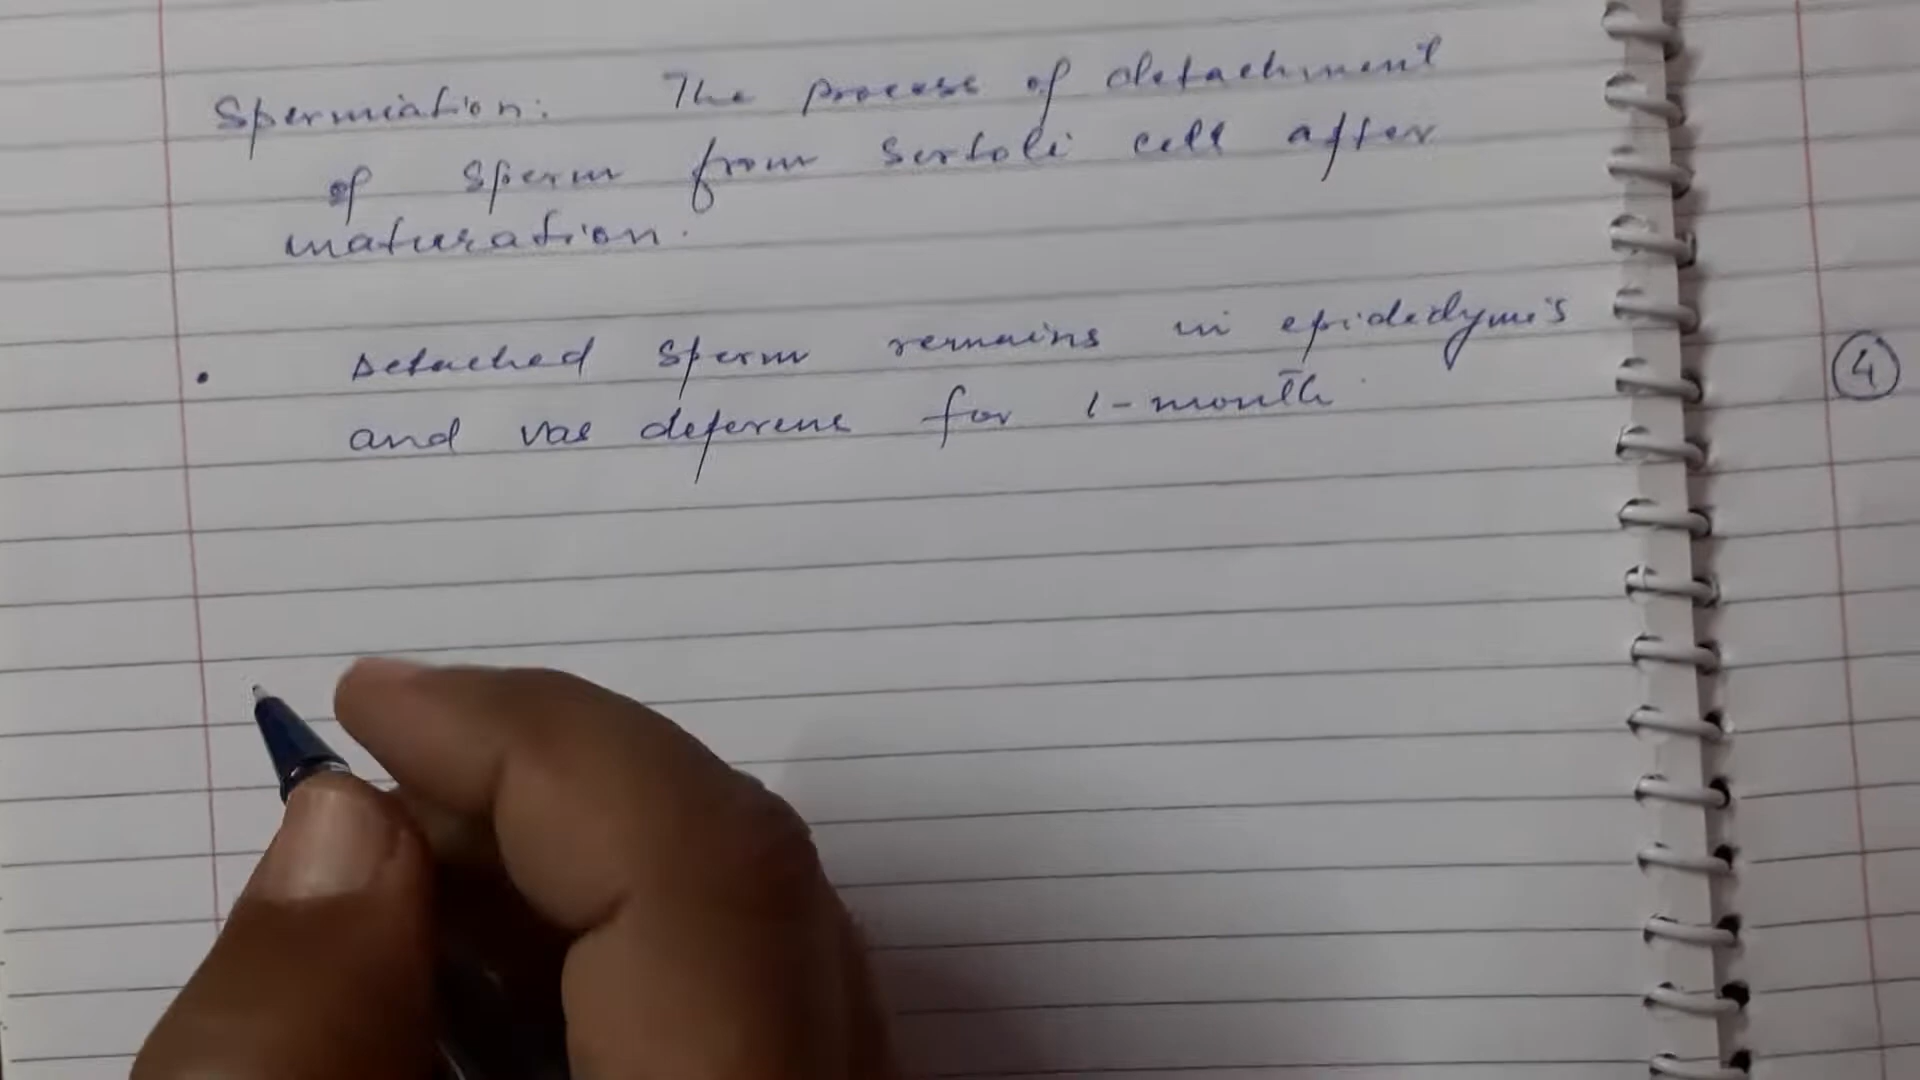 Spermiation: The process of detachment
of sperm from Sertoli cell after
maturation.
• Detached sperm remains in epididymis
and vas deferens for 1-month.
4